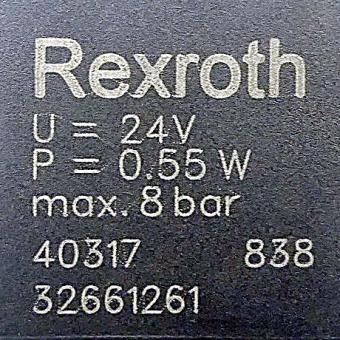 Rexroth
U = 24V
P = 0.55 W
max. 8 bar
40317 838
32661261